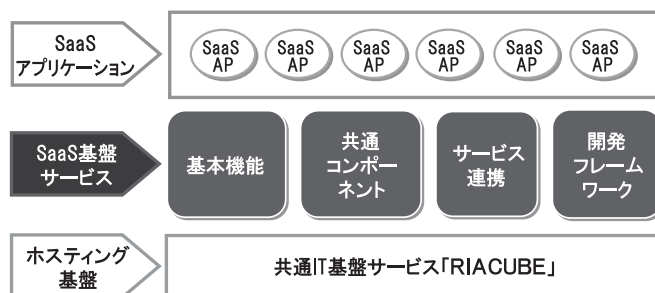 SaaS
アプリケーション
SaaS
AP
SaaS
AP
SaaS
AP
SaaS
AP
SaaS
AP
SaaS
AP
SaaS基盤
サービス
基本機能
共通
コンポー
ネント
サービス
連携
開発
フレーム
ワーク
ホスティング
基盤
共通IT基盤サービス「RIACUBE」